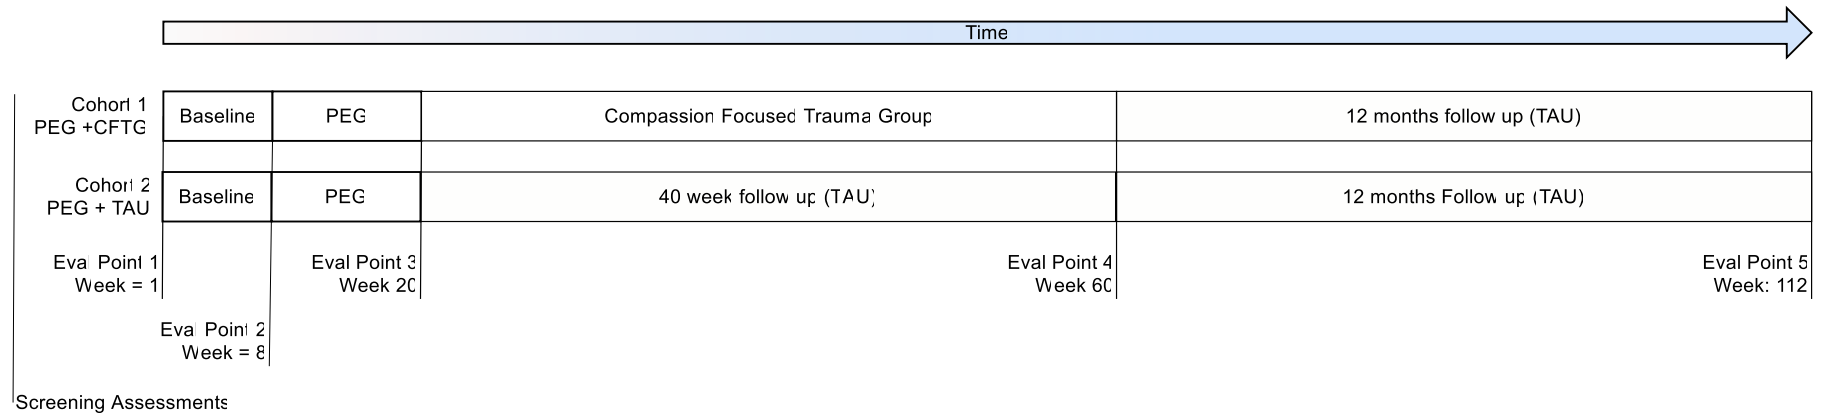 Time
Cohort 1
PEG +CFTG
Baseline
PEG
Compassion Focused Trauma Group
12 months follow up (TAU)
Cohort 2
PEG + TAU
Baseline
PEG
40 week follow up (TAU)
12 months Follow up (TAU)
Eval Point 1
Week = 1
Eval Point 3
Week 20
Eval Point 4
Week 60
Eval Point 5
Week: 112
Eval Point 2
Week = 8
Screening Assessments